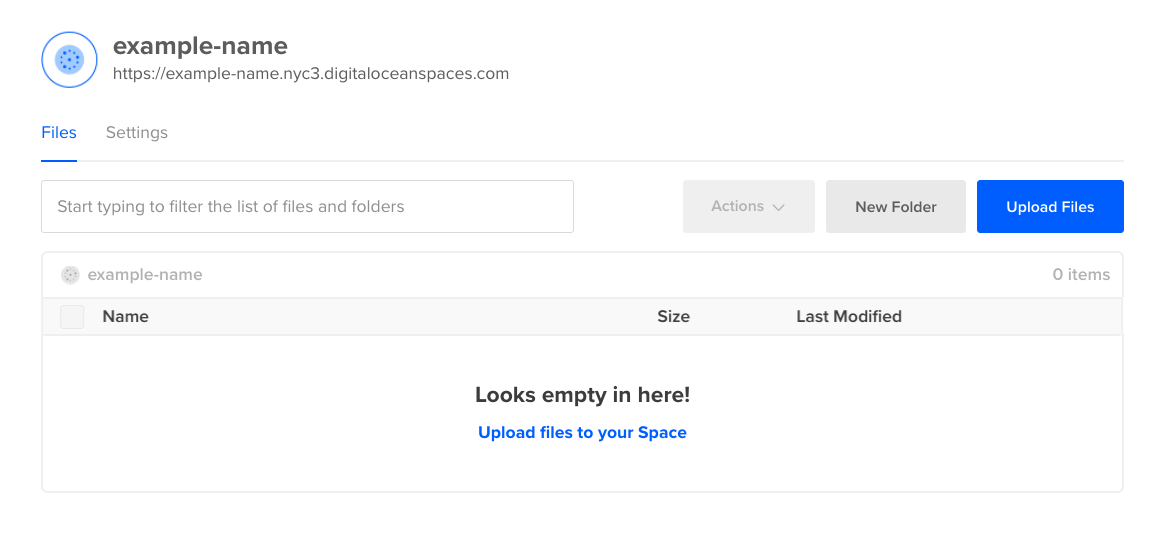 example-name
https://example-name.nyc3.digitaloceanspaces.com
Files Settings
Start typing to filter the list of files and folders Actions New Folder Upload Files
example-name 0 items
Name Size Last Modified
Looks empty in here!
Upload files to your Space